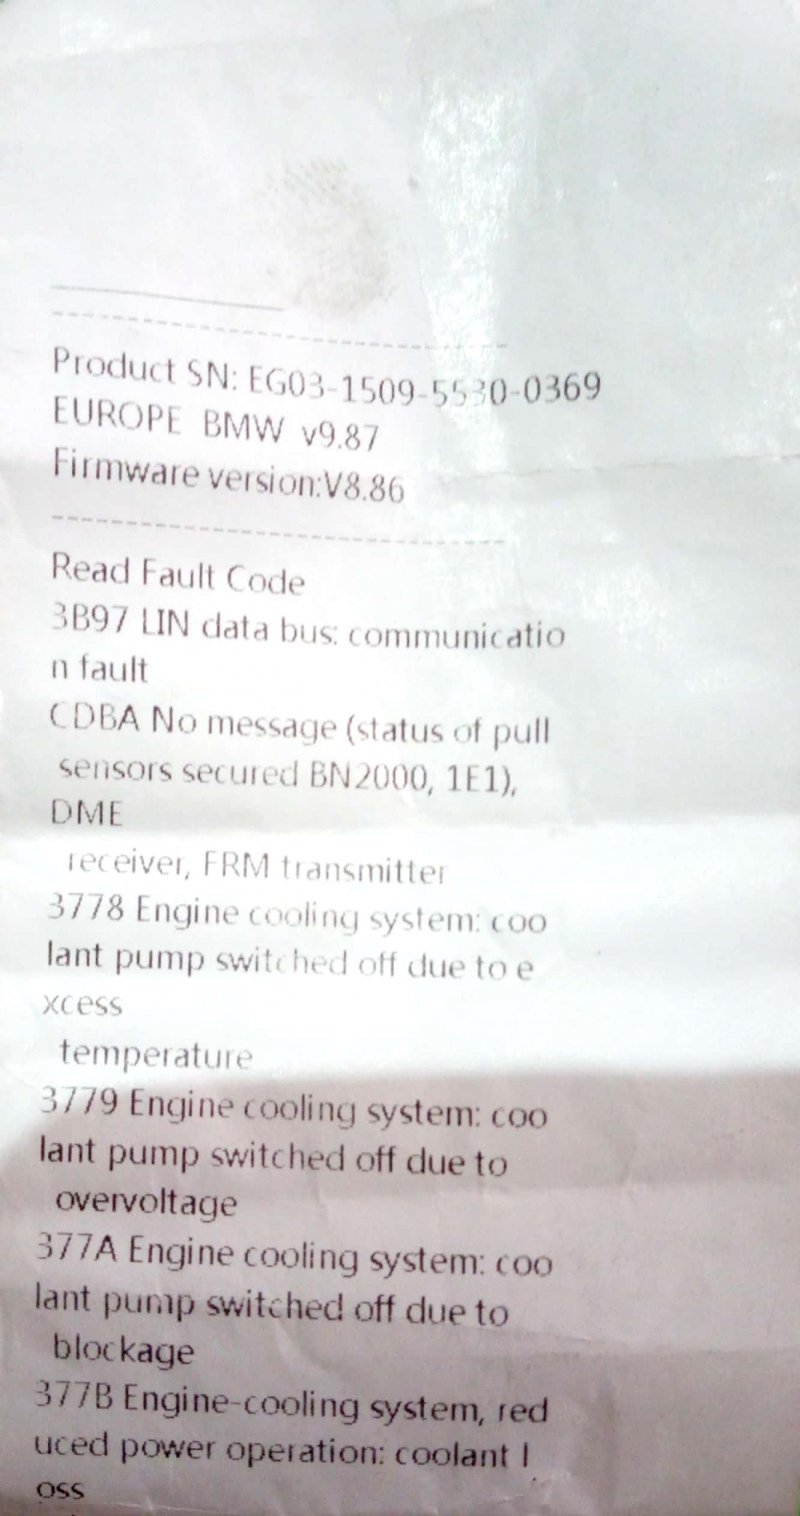 Product SN: EG03-1509-5530-0369
EUROPE BMW v9.87
Firmware version:V8.86
Read Fault Code
3B97 LIN data bus: communicatio
n fault
CDBA No message (status of pull
sensors secured BN2000, 1E1),
DME
receiver, FRM transmitter
3778 Engine cooling system: coo
lant pump switched off due to e
xcess
temperature
3779 Engine cooling system: coo
lant pump switched off due to
overvoltage
377A Engine cooling system: coo
lant pump switched off due to
blockage
377B Engine-cooling system, red
uced power operation: coolant l
oss